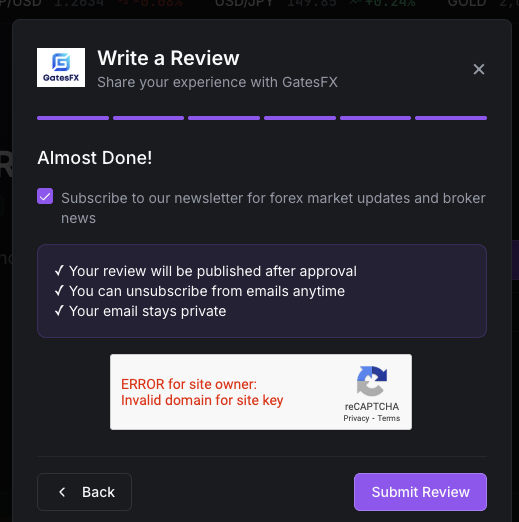 P/USD 1.2634 -0.08% USD/JPY 149.85 +0.24% GOLD
GatesFX
Write a Review
Share your experience with GatesFX
Almost Done!
Subscribe to our newsletter for forex market updates and broker
news
✓ Your review will be published after approval
✓ You can unsubscribe from emails anytime
✓ Your email stays private
ERROR for site owner:
Invalid domain for site key
reCAPTCHA
Privacy - Terms
Back
Submit Review